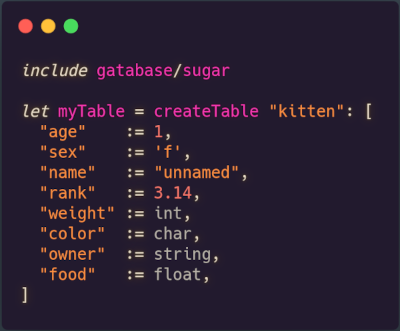 include gatabase/sugar
let myTable = createTable "kitten": [
"age" := 1,
"sex" := 'f',
"name" := "unnamed",
"rank" := 3.14,
"weight" := int,
"color" := char,
"owner" := string,
"food" := float,
]